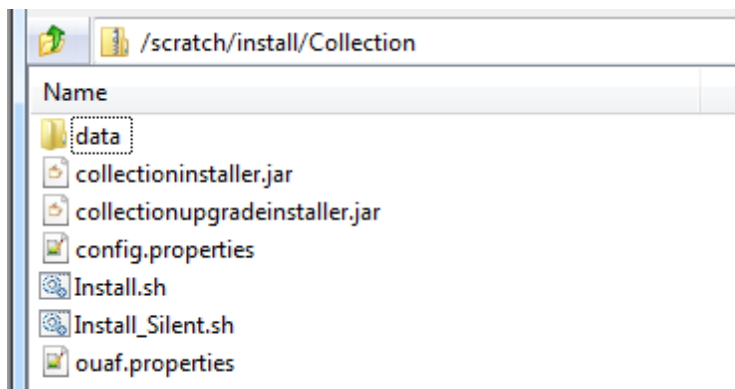 /scratch/install/Collection
Name
data
collectioninstaller.jar
collectionupgradeinstaller.jar
config.properties
Install.sh
Install_Silent.sh
ouaf.properties